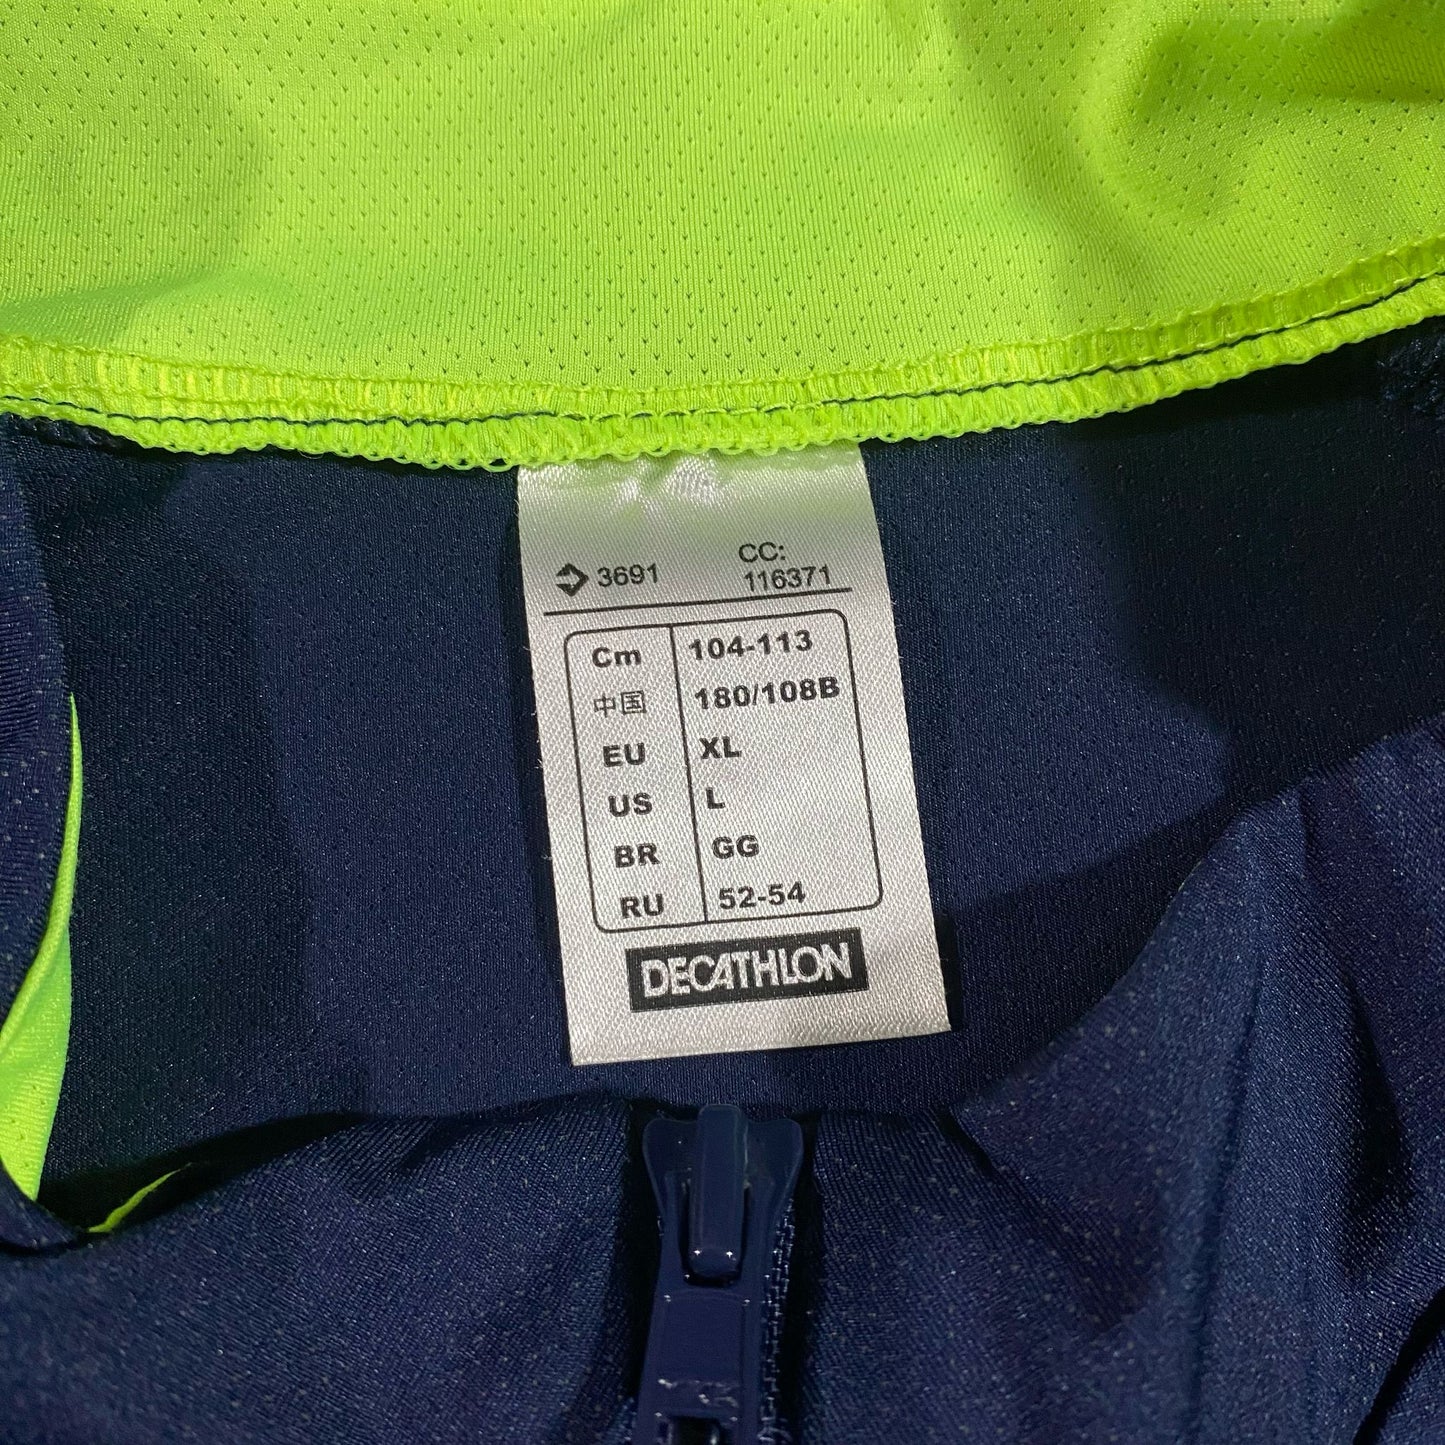 3691 CC:
116371
Cm 104-113
中国 180/108B
EU XL
US L
BR GG
RU 52-54
DECATHLON